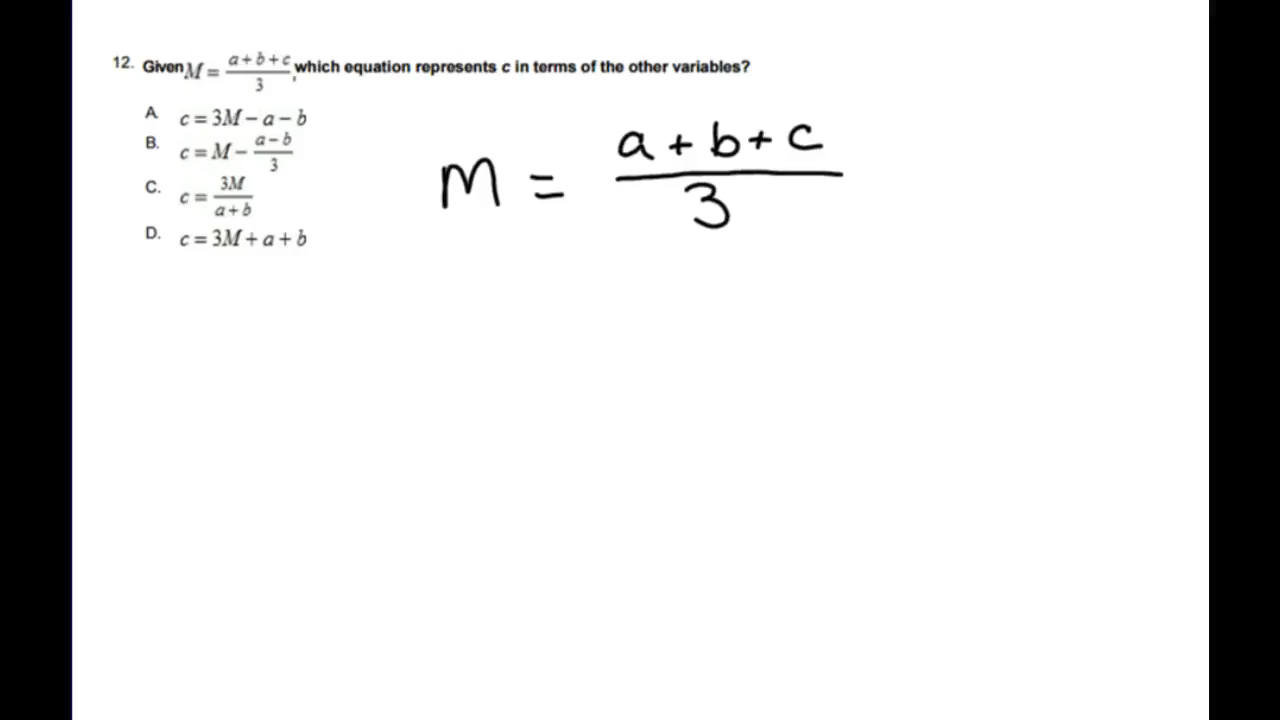 12. Given M = (a + b + c)/3, which equation represents c in terms of the other variables?
A. c = 3M − a − b
B. c = M − (a − b)/3
C. c = 3M/(a + b)
D. c = 3M + a + b
M = (a + b + c)/3